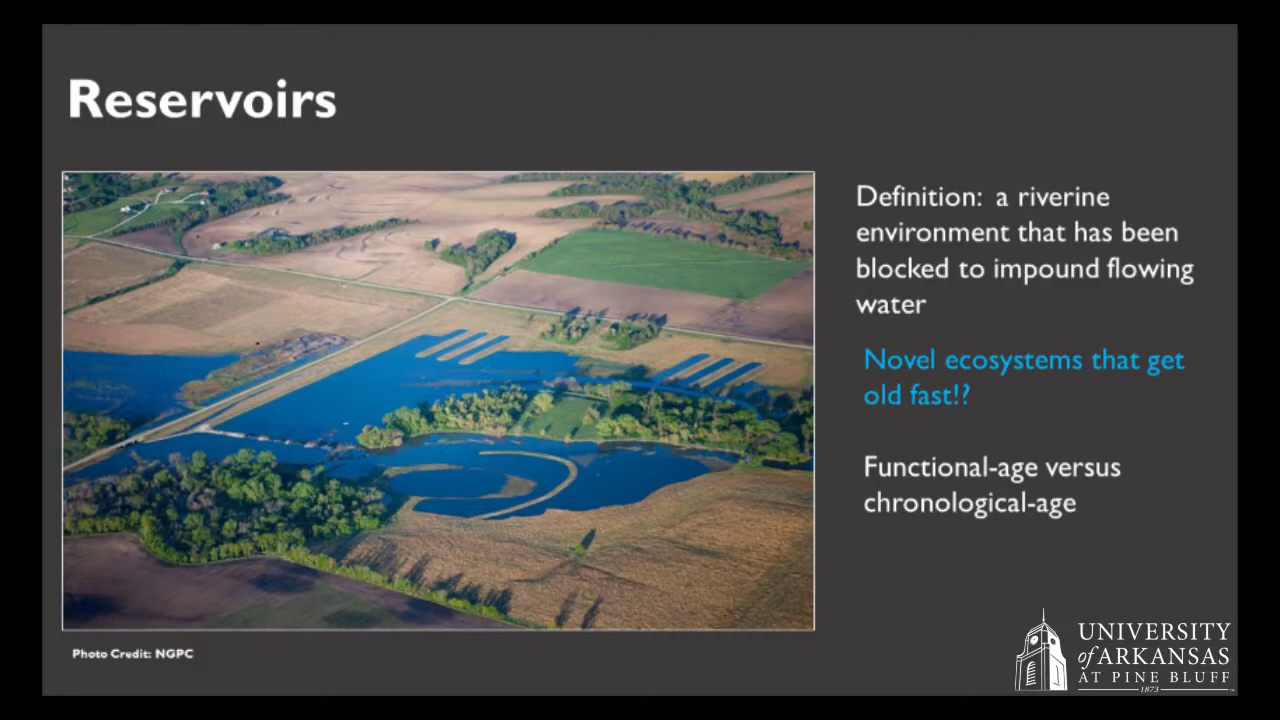 Reservoirs
Definition:  a riverine
environment that has been
blocked to impound flowing
water
Novel ecosystems that get
old fast!?
Functional-age versus
chronological-age
Photo Credit: NGPC
UNIVERSITY
of ARKANSAS
AT PINE BLUFF
1873